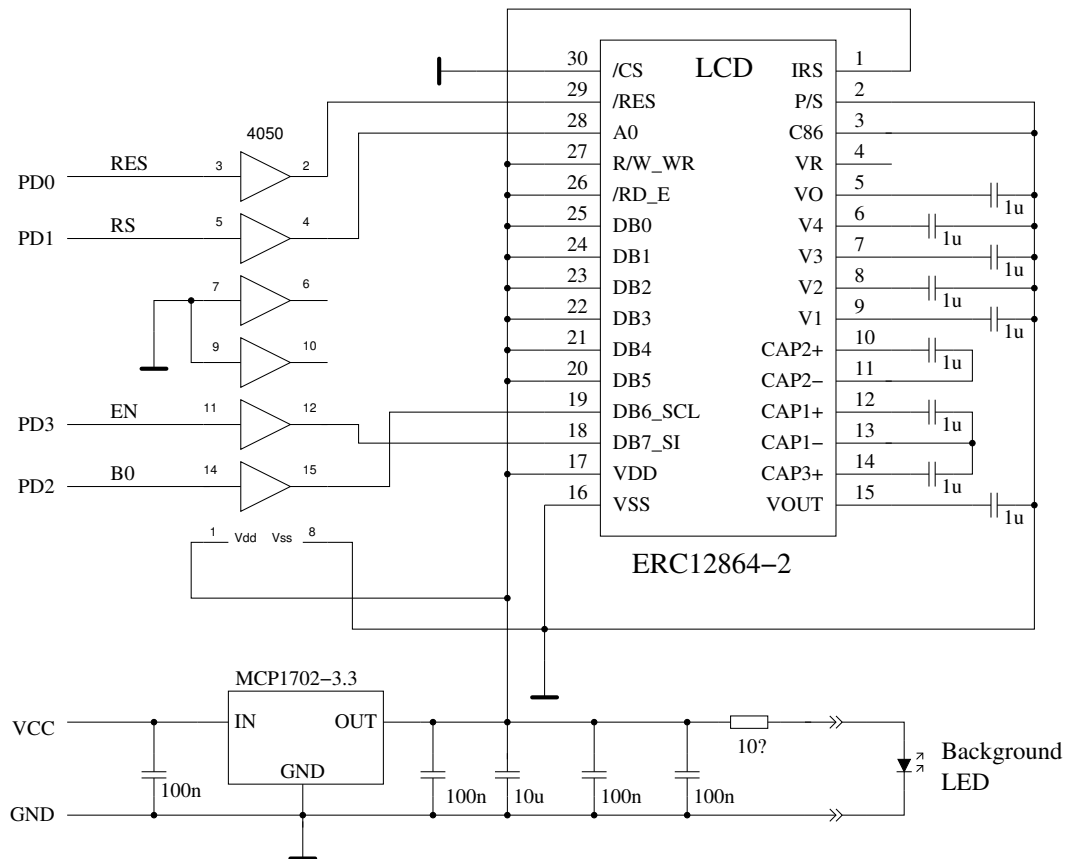 LCD
30 /CS IRS 1
29 /RES P/S 2
28 A0 C86 3
27 R/W_WR VR 4
26 /RD_E VO 5
1u
25 DB0 V4 6
1u
24 DB1 V3 7
1u
23 DB2 V2 8
1u
22 DB3 V1 9
1u
21 DB4 CAP2+ 10
1u
20 DB5 CAP2− 11
19 DB6_SCL CAP1+ 12
1u
18 DB7_SI CAP1− 13
17 VDD CAP3+ 14
1u
16 VSS VOUT 15
1u
ERC12864−2
4050
PD0 RES 3 2
PD1 RS 5 4
7 6
9 10
PD3 EN 11 12
PD2 B0 14 15
1 Vdd Vss 8
MCP1702−3.3
VCC IN OUT
GND
10?
100n 100n 10u 100n 100n
GND
Background
LED